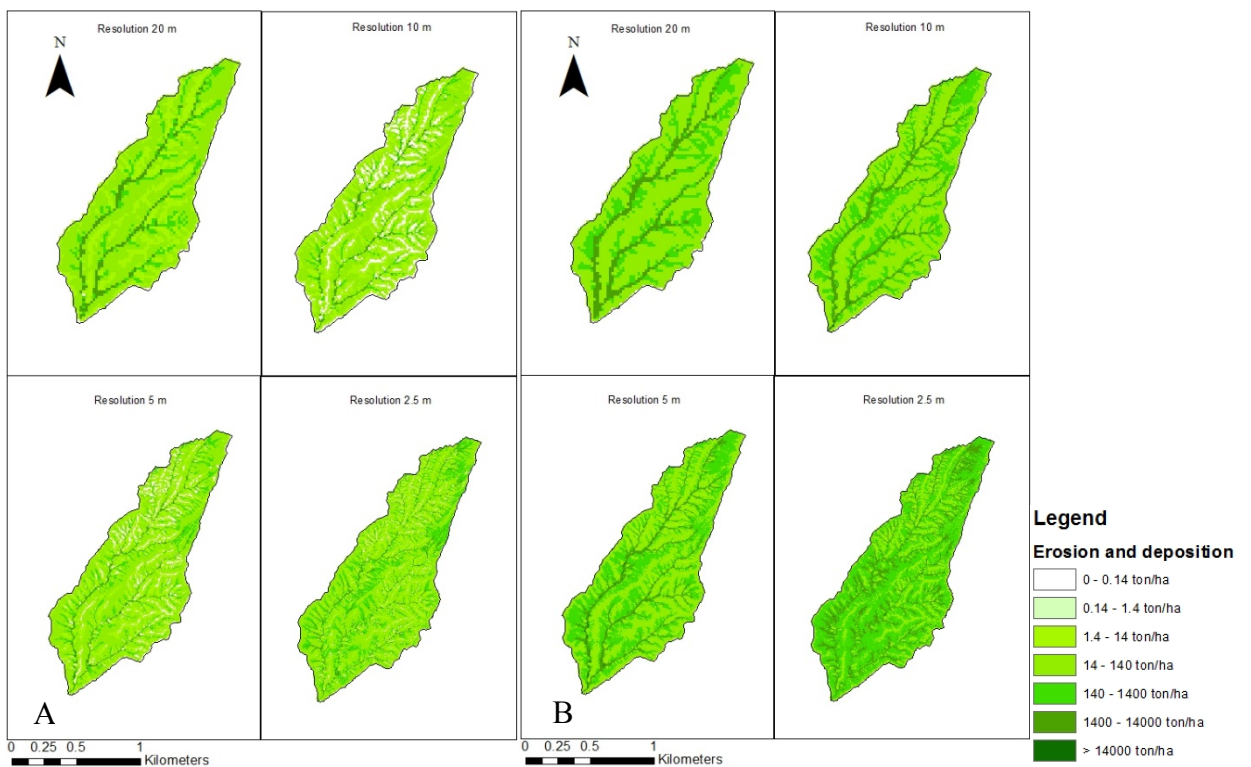 Resolution 20 m
Resolution 10 m
Resolution 20 m
Resolution 10 m
N
N
Resolution 5 m
Resolution 2.5 m
Resolution 5 m
Resolution 2.5 m
A
B
0 0.25 0.5 1
Kilometers
0 0.25 0.5 1
Kilometers
Legend
Erosion and deposition
0 - 0.14 ton/ha
0.14 - 1.4 ton/ha
1.4 - 14 ton/ha
14 - 140 ton/ha
140 - 1400 ton/ha
1400 - 14000 ton/ha
> 14000 ton/ha